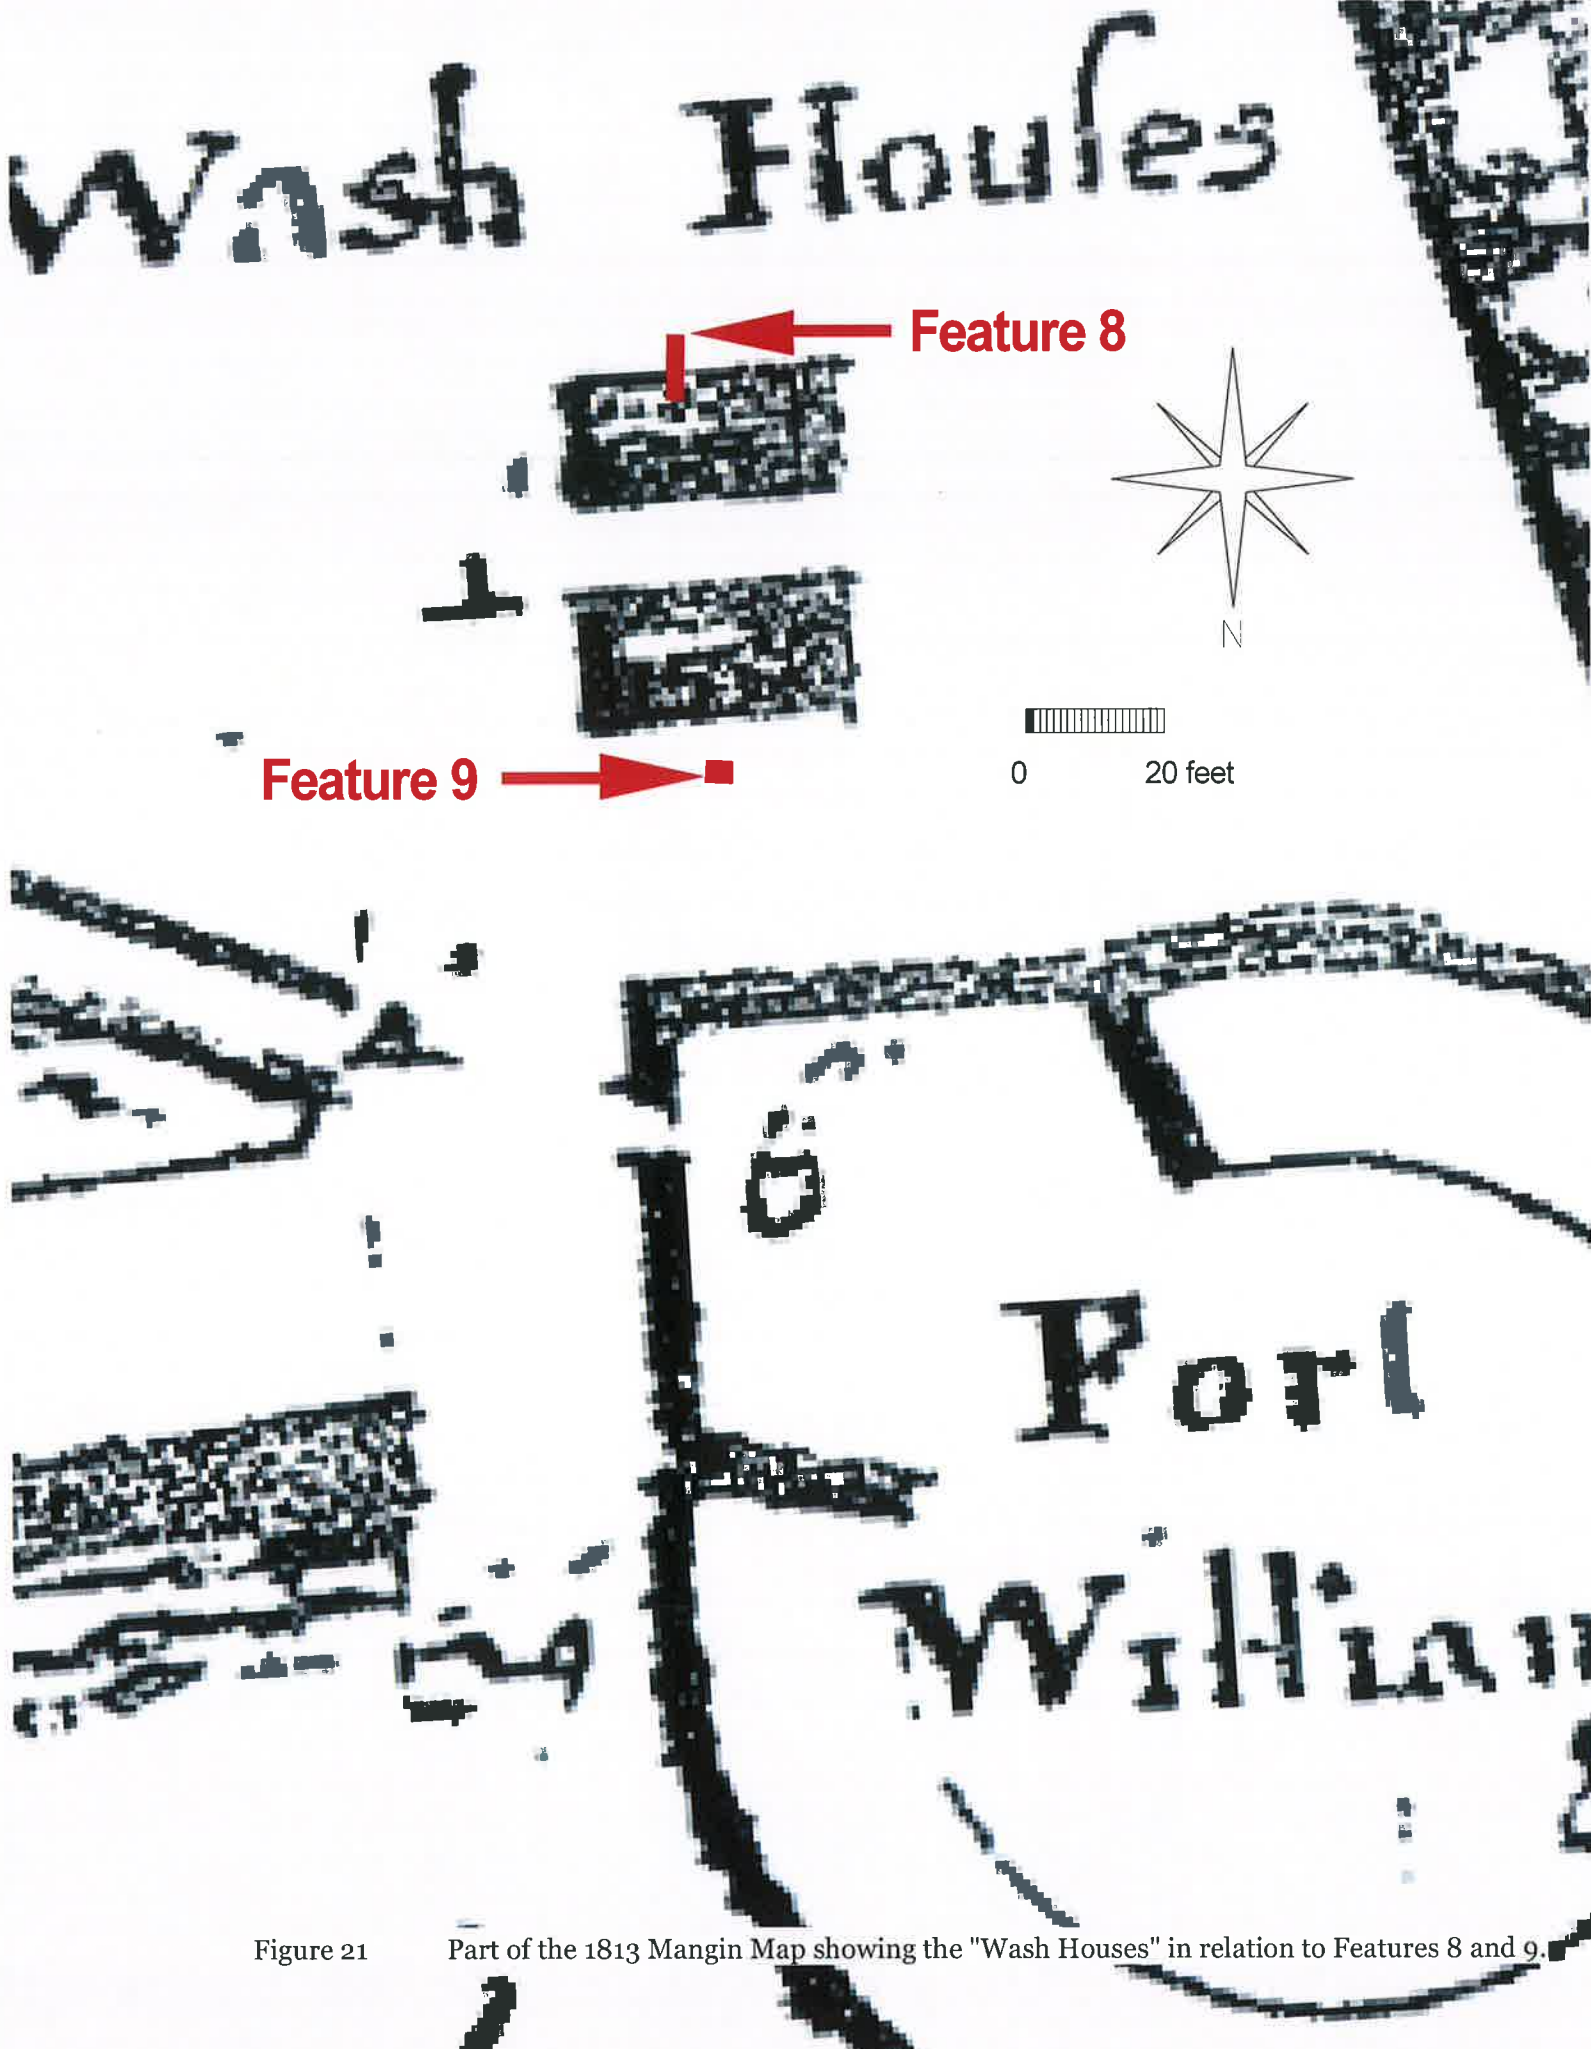 Wash Houſes
Feature 8
N
0 20 feet
Feature 9
Porl
William
Figure 21 Part of the 1813 Mangin Map showing the "Wash Houses" in relation to Features 8 and 9.